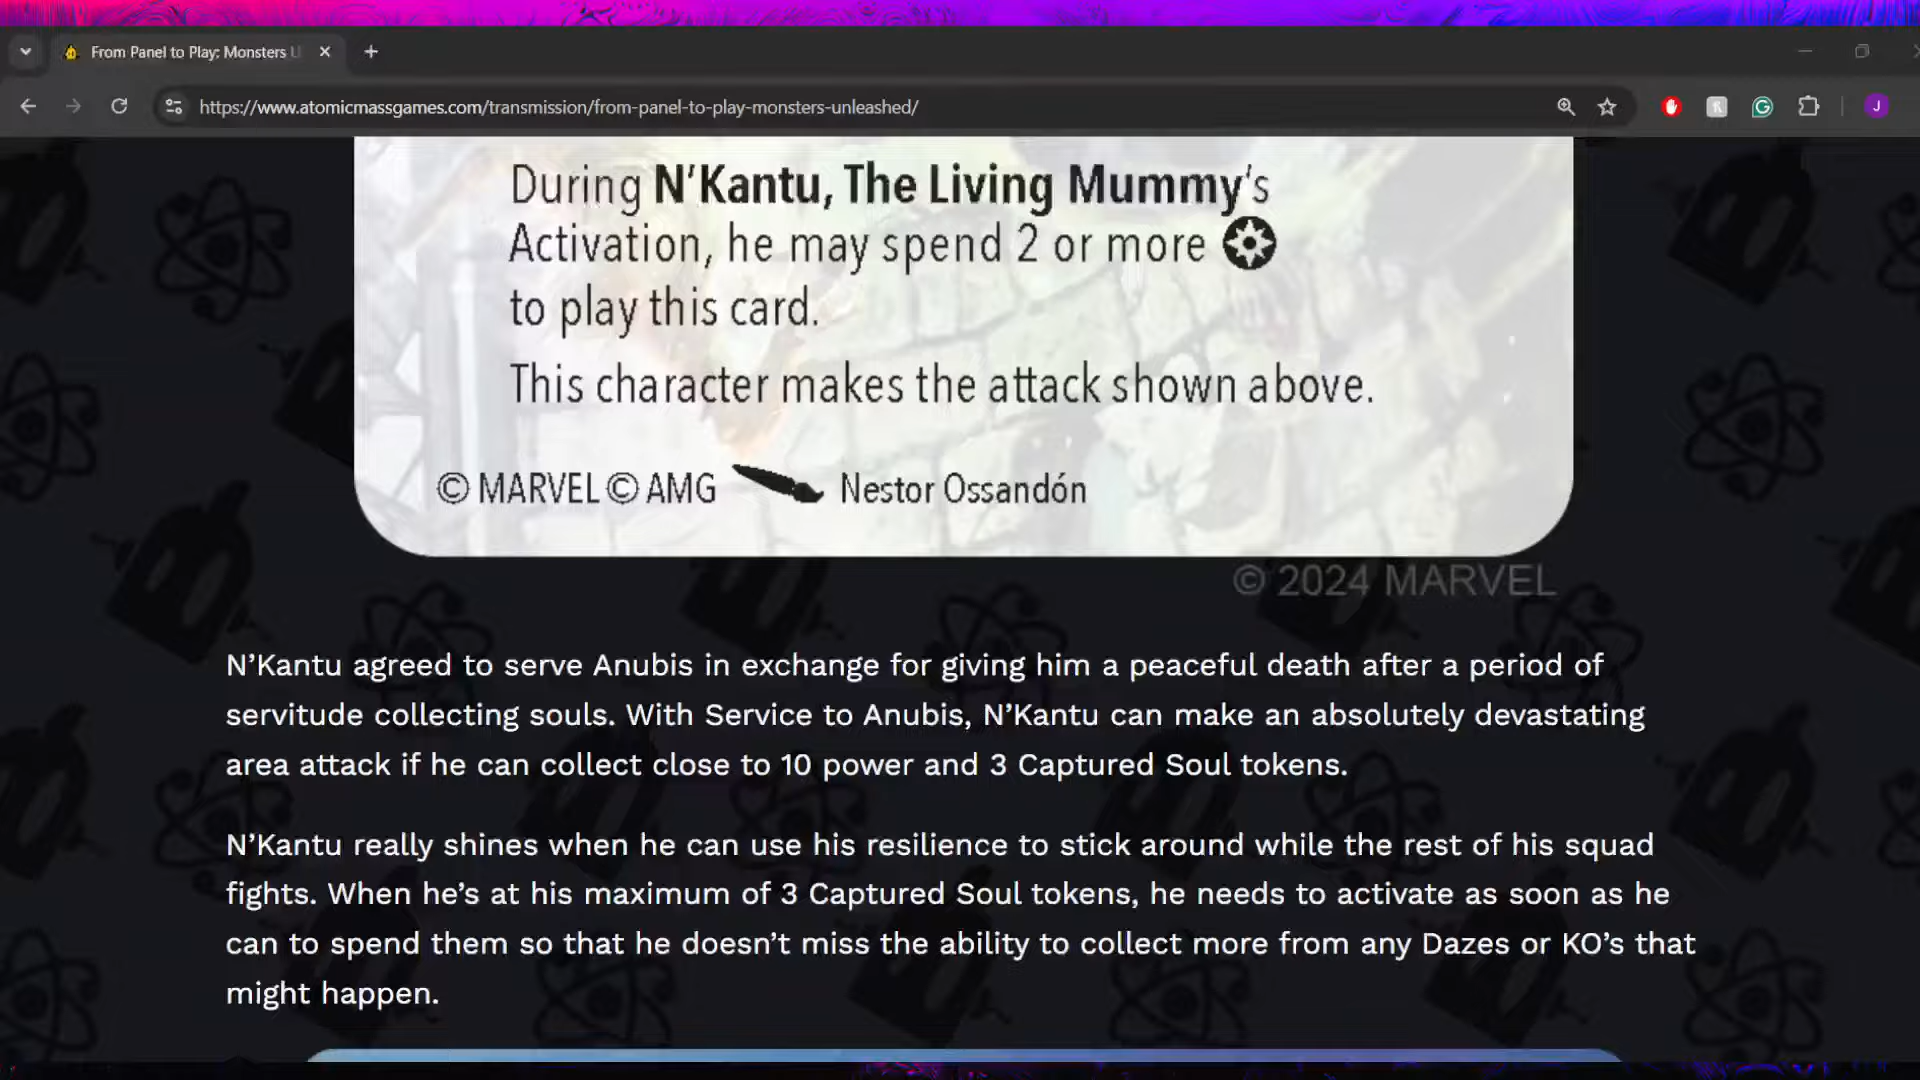 From Panel to Play: Monsters U
https://www.atomicmassgames.com/transmission/from-panel-to-play-monsters-unleashed/
J
During N’Kantu, The Living Mummy’s
Activation, he may spend 2 or more
to play this card.
This character makes the attack shown above.
© MARVEL © AMG Nestor Ossandón
© 2024 MARVEL
N’Kantu agreed to serve Anubis in exchange for giving him a peaceful death after a period of
servitude collecting souls. With Service to Anubis, N’Kantu can make an absolutely devastating
area attack if he can collect close to 10 power and 3 Captured Soul tokens.
N’Kantu really shines when he can use his resilience to stick around while the rest of his squad
fights. When he’s at his maximum of 3 Captured Soul tokens, he needs to activate as soon as he
can to spend them so that he doesn’t miss the ability to collect more from any Dazes or KO’s that
might happen.